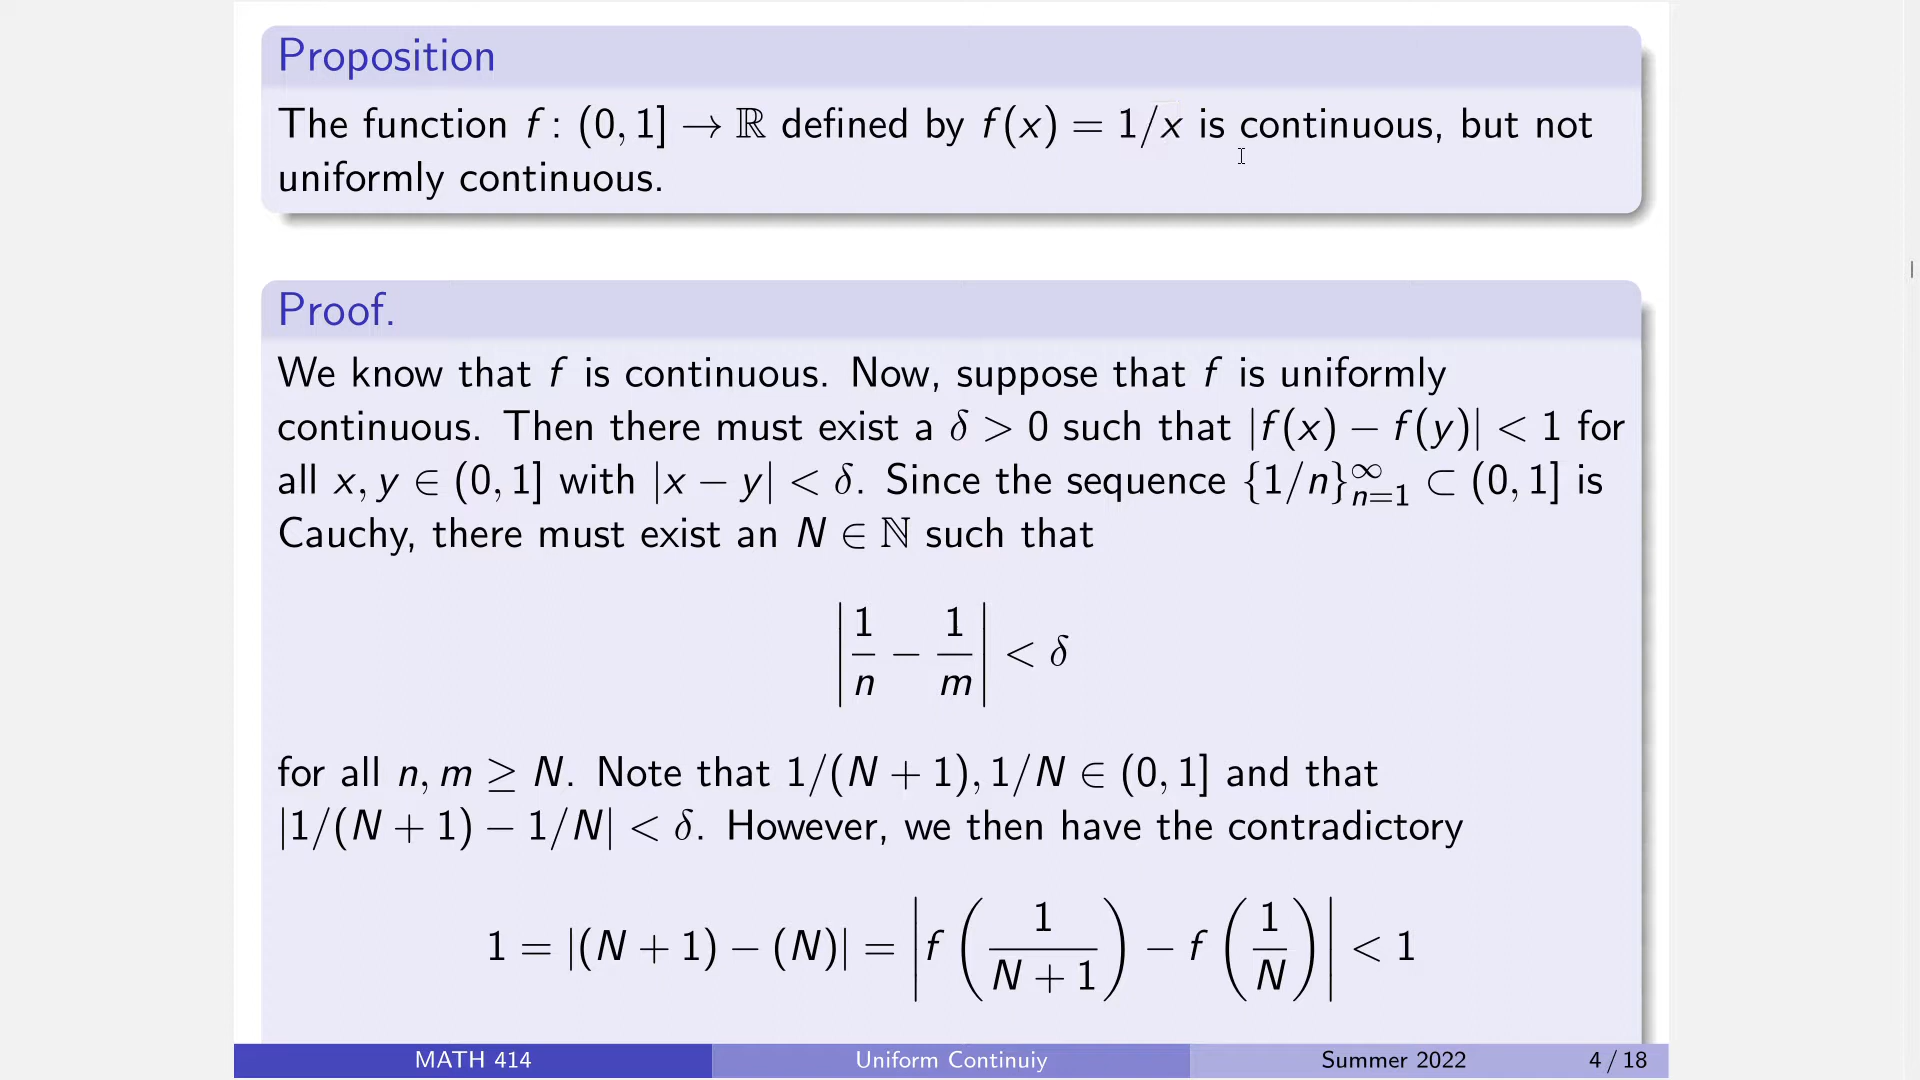 Proposition
The function f : (0, 1] → ℝ defined by f(x) = 1/x is continuous, but not
uniformly continuous.
Proof.
We know that f is continuous. Now, suppose that f is uniformly
continuous. Then there must exist a δ > 0 such that |f(x) − f(y)| < 1 for
all x, y ∈ (0, 1] with |x − y| < δ. Since the sequence {1/n}_{n=1}^∞ ⊂ (0, 1] is
Cauchy, there must exist an N ∈ ℕ such that
|1/n − 1/m| < δ
for all n, m ≥ N. Note that 1/(N + 1), 1/N ∈ (0, 1] and that
|1/(N + 1) − 1/N| < δ. However, we then have the contradictory
1 = |(N + 1) − (N)| = |f(1/(N + 1)) − f(1/N)| < 1
MATH 414 Uniform Continuiy Summer 2022 4 / 18